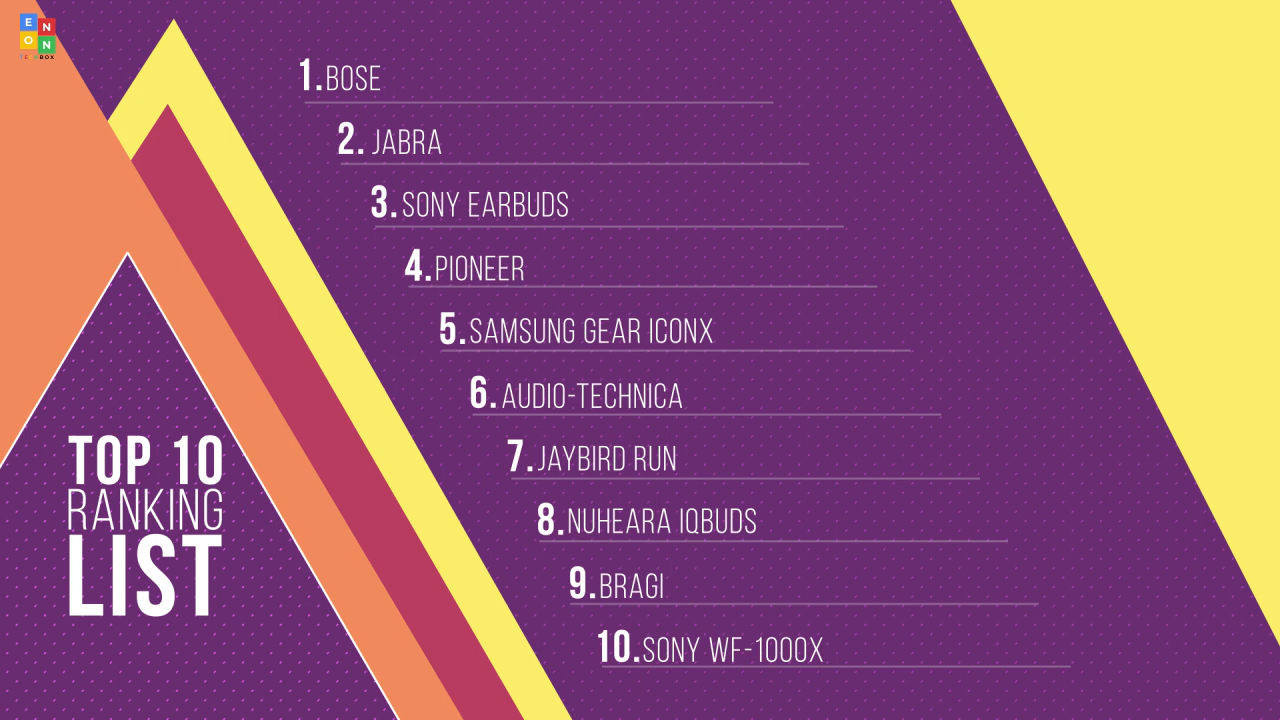 E N
O N
TECHBOX
1. BOSE
2. JABRA
3. SONY EARBUDS
4. PIONEER
5. SAMSUNG GEAR ICONX
6. AUDIO-TECHNICA
7. JAYBIRD RUN
8. NUHEARA IQBUDS
9. BRAGI
10. SONY WF-1000X
TOP 10
RANKING
LIST